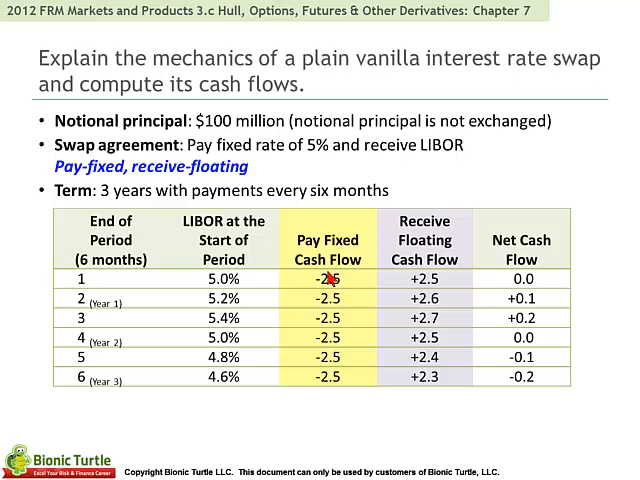 2012 FRM Markets and Products 3.c Hull, Options, Futures & Other Derivatives: Chapter 7
Explain the mechanics of a plain vanilla interest rate swap
and compute its cash flows.
• Notional principal: $100 million (notional principal is not exchanged)
• Swap agreement: Pay fixed rate of 5% and receive LIBOR
Pay-fixed, receive-floating
• Term: 3 years with payments every six months
End of Period (6 months) LIBOR at the Start of Period Pay Fixed Cash Flow Receive Floating Cash Flow Net Cash Flow
1 5.0% -2.5 +2.5 0.0
2 (Year 1) 5.2% -2.5 +2.6 +0.1
3 5.4% -2.5 +2.7 +0.2
4 (Year 2) 5.0% -2.5 +2.5 0.0
5 4.8% -2.5 +2.4 -0.1
6 (Year 3) 4.6% -2.5 +2.3 -0.2
Bionic Turtle
Excel Your Risk & Finance Career
Copyright Bionic Turtle LLC. This document can only be used by customers of Bionic Turtle, LLC.